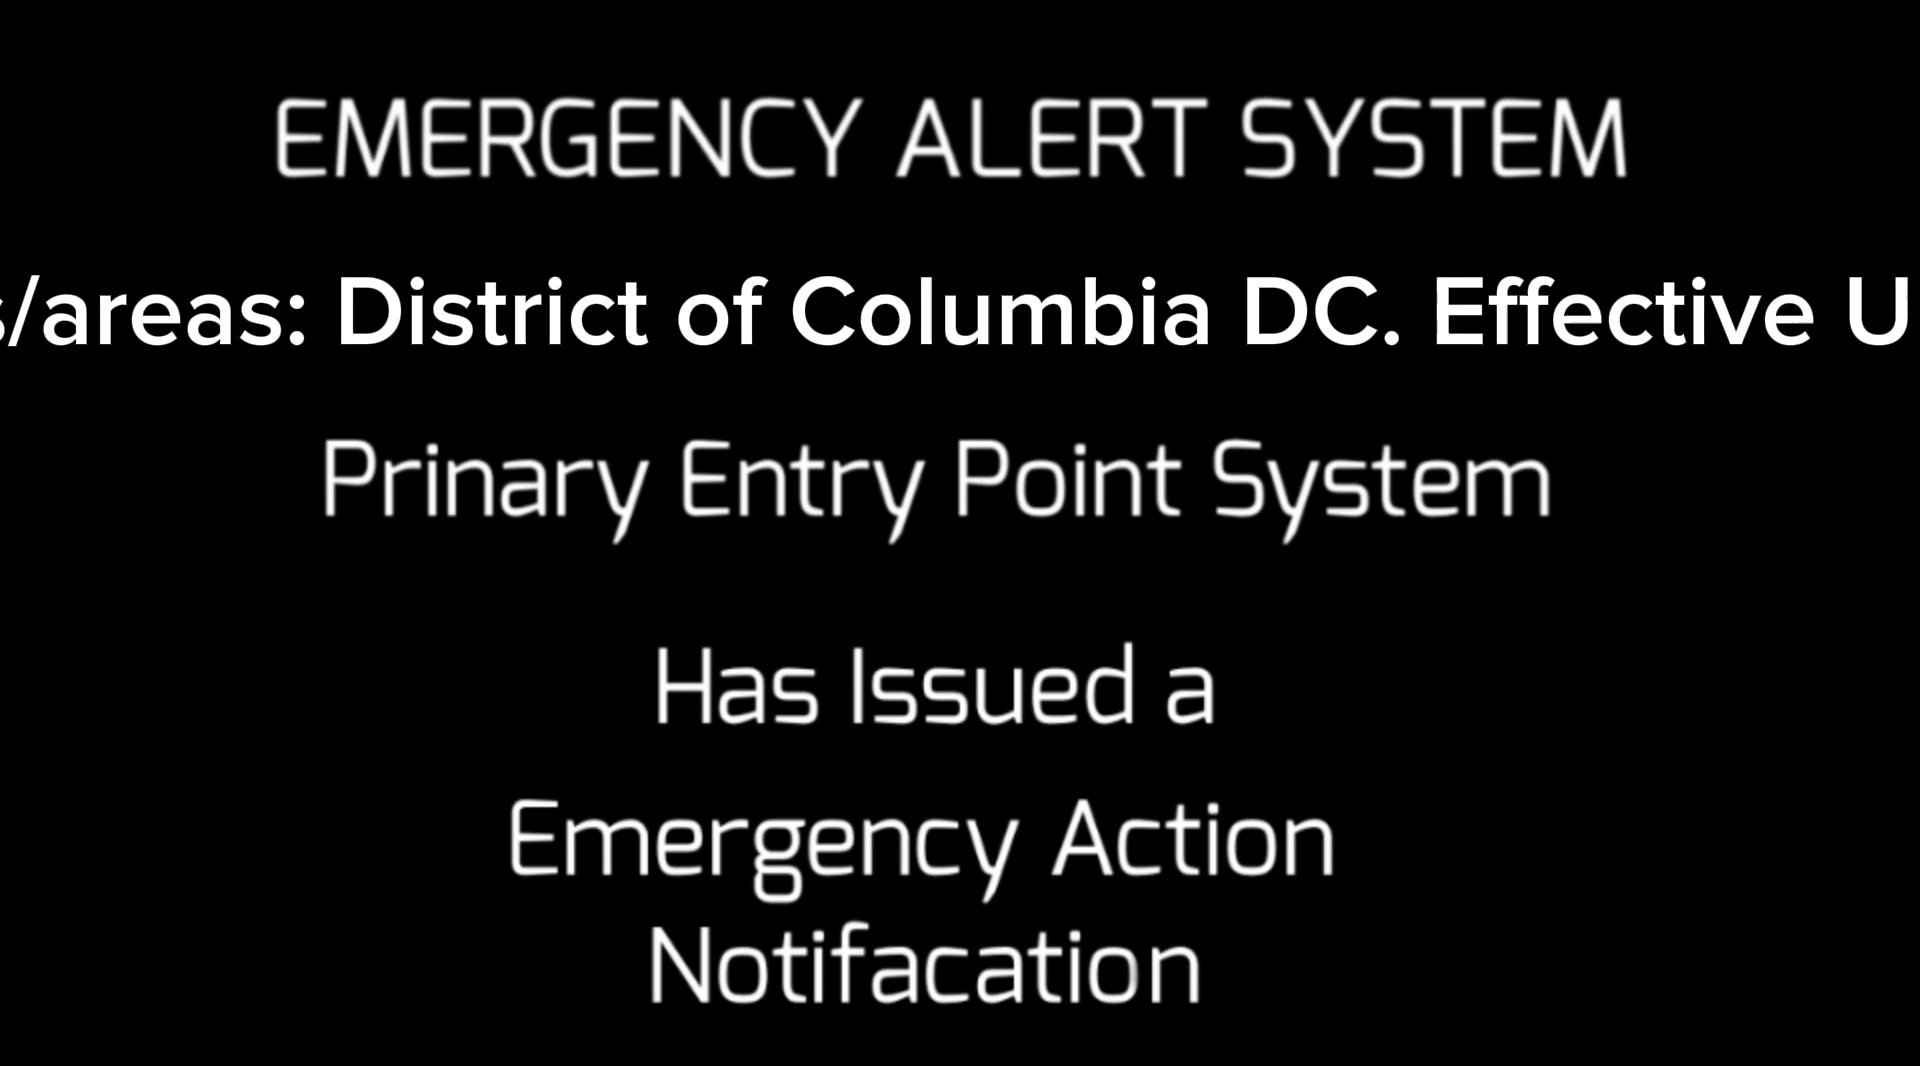 EMERGENCY ALERT SYSTEM
s/areas: District of Columbia DC. Effective U
Prinary Entry Point System
Has Issued a
Emergency Action
Notifacation